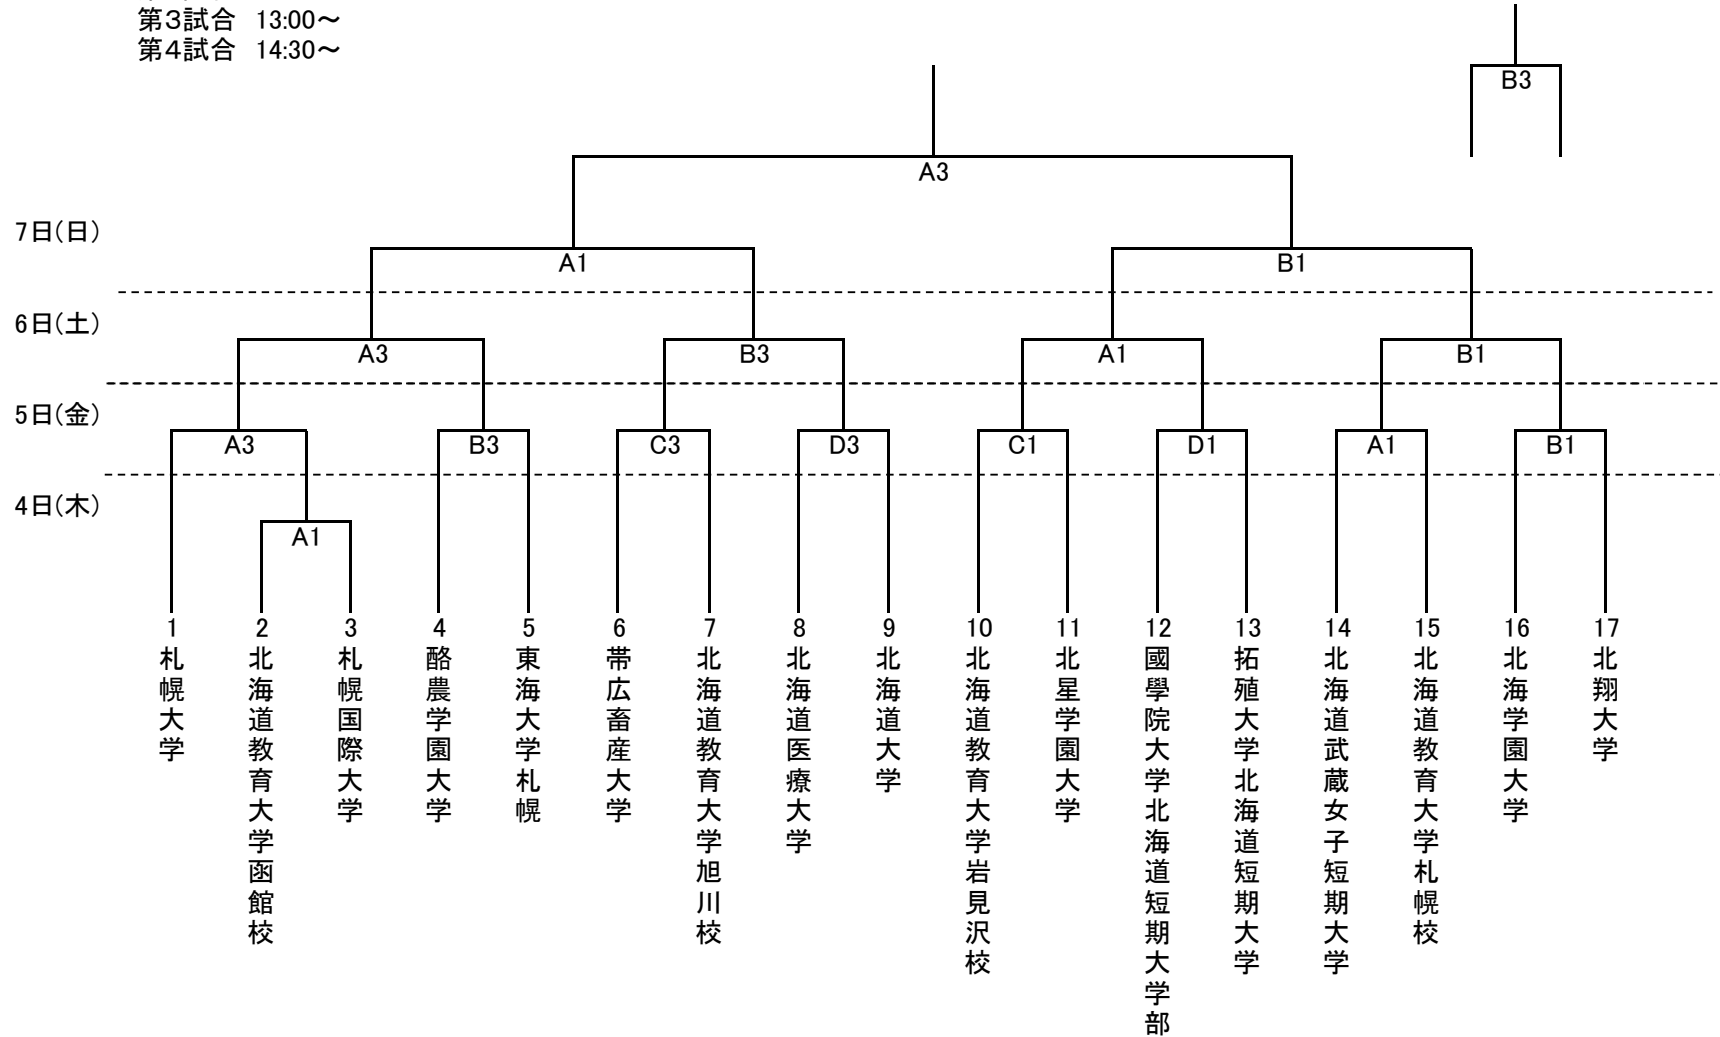 第３試合 13:00～
第４試合 14:30～
B3
A3
7日(日)
A1
B1
6日(土)
A3
B3
A1
B1
5日(金)
A3
B3
C3
D3
C1
D1
A1
B1
4日(木)
A1
1
札幌大学
2
北海道教育大学函館校
3
札幌国際大学
4
酪農学園大学
5
東海大学札幌
6
帯広畜産大学
7
北海道教育大学旭川校
8
北海道医療大学
9
北海道大学
10
北海道教育大学岩見沢校
11
北星学園大学
12
國學院大学北海道短期大学部
13
拓殖大学北海道短期大学
14
北海道武蔵女子短期大学
15
北海道教育大学札幌校
16
北海学園大学
17
北翔大学